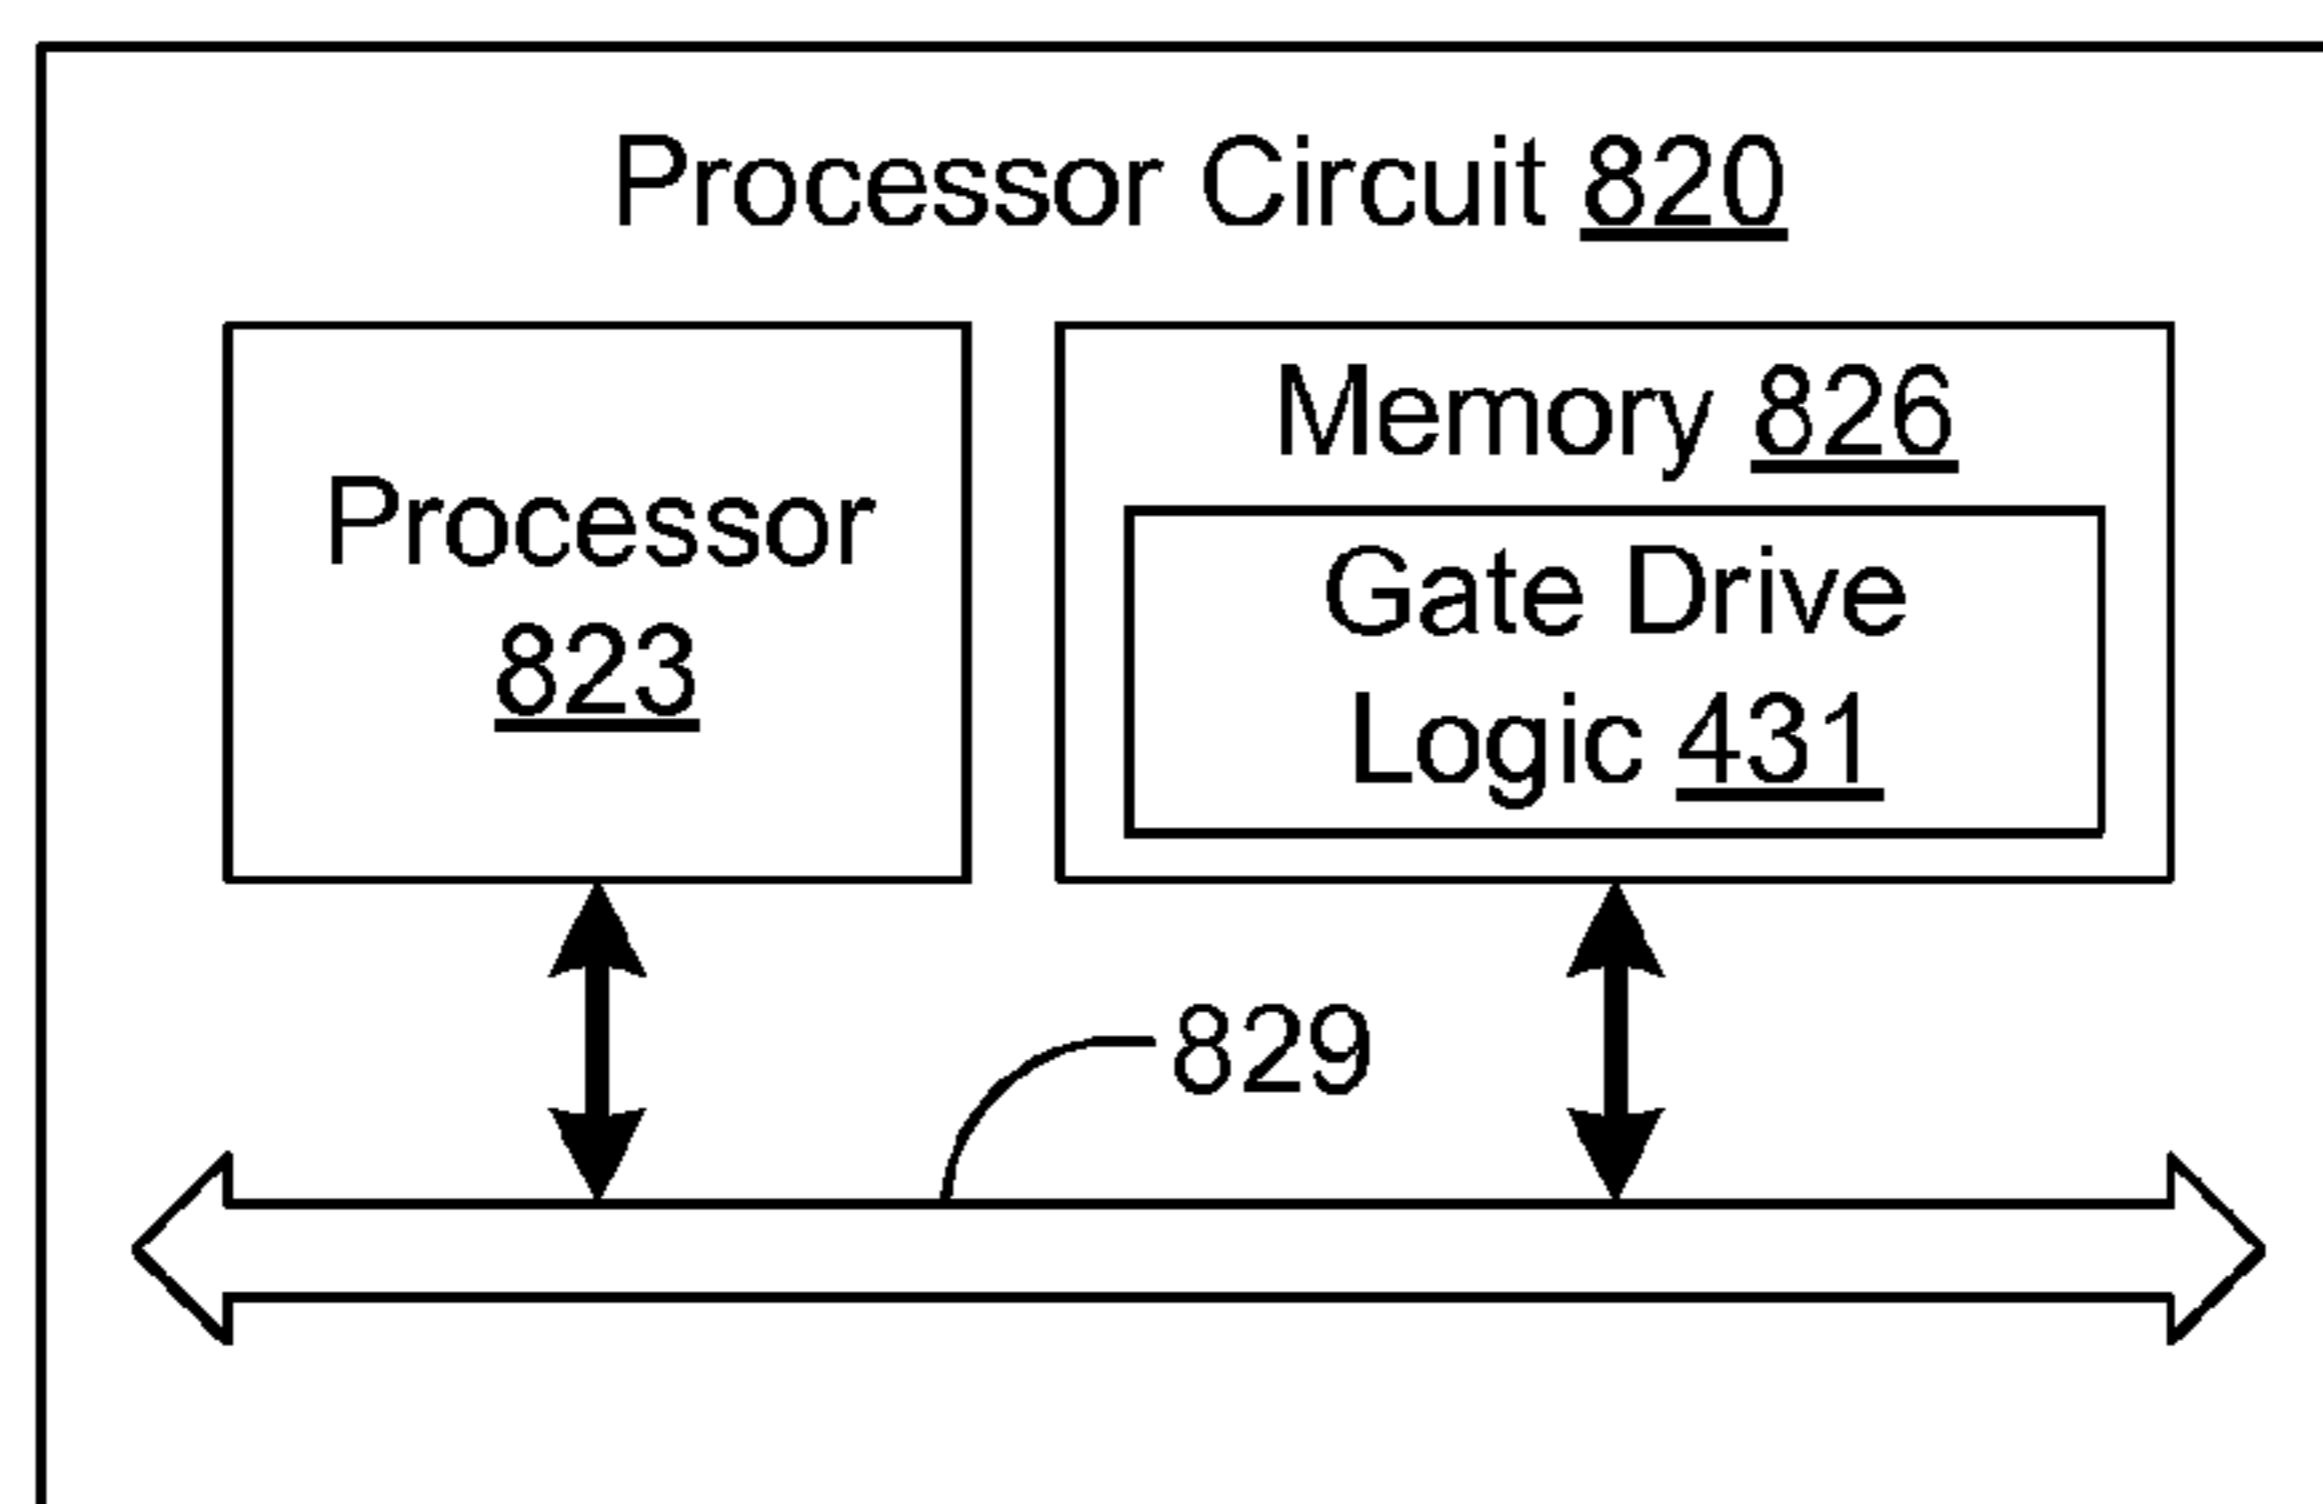 Processor Circuit 820
Processor
823
Memory 826
Gate Drive
Logic 431
829